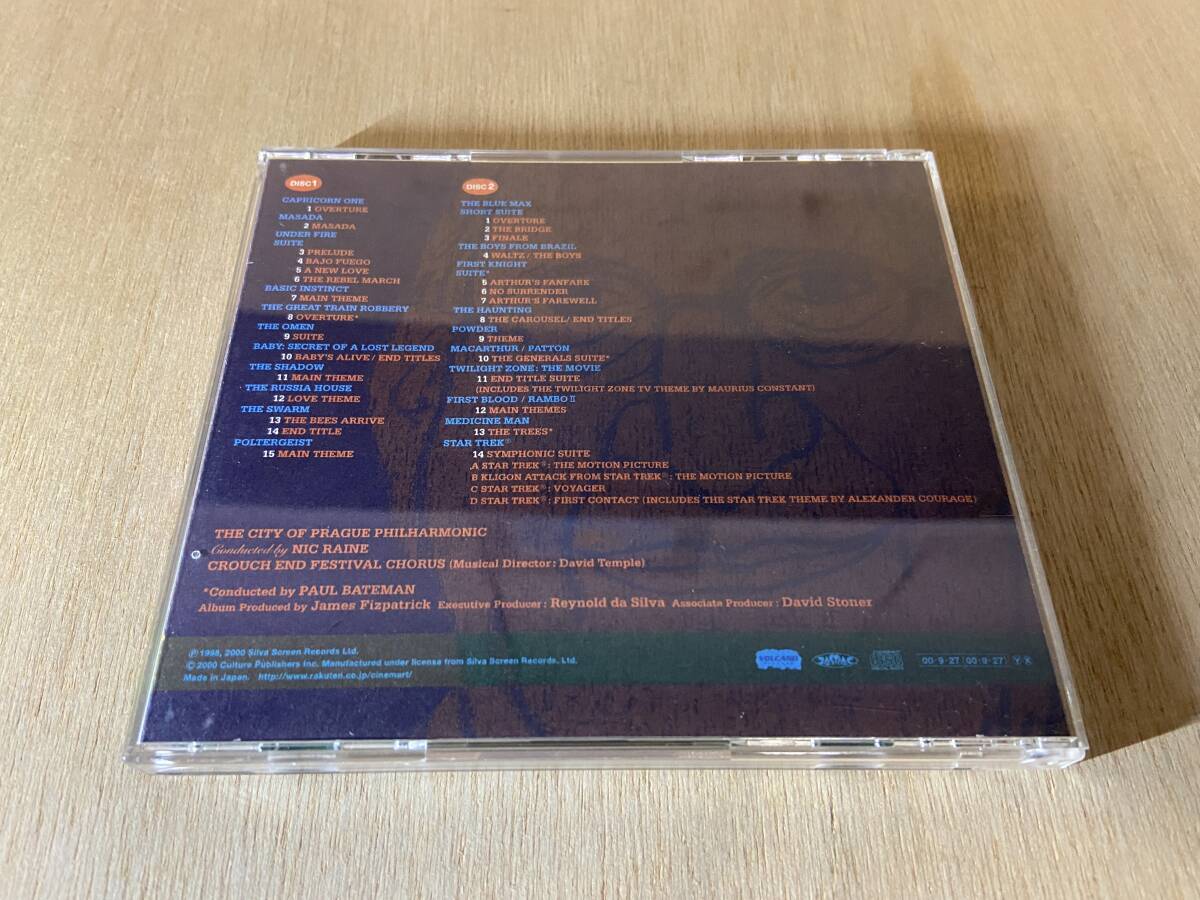 DISC 1
CAPRICORN ONE
1 OVERTURE
MASADA
2 MASADA
UNDER FIRE
SUITE
3 PRELUDE
4 BAJO FUEGO
5 A NEW LOVE
6 THE REBEL MARCH
BASIC INSTINCT
7 MAIN THEME
THE GREAT TRAIN ROBBERY
8 OVERTURE*
THE OMEN
9 SUITE
BABY: SECRET OF A LOST LEGEND
10 BABY'S ALIVE / END TITLES
THE SHADOW
11 MAIN THEME
THE RUSSIA HOUSE
12 LOVE THEME
THE SWARM
13 THE BEES ARRIVE
14 END TITLE
POLTERGEIST
15 MAIN THEME
DISC 2
THE BLUE MAX
SHORT SUITE
1 OVERTURE
2 THE BRIDGE
3 FINALE
THE BOYS FROM BRAZIL
4 WALTZ / THE BOYS
FIRST KNIGHT
SUITE*
5 ARTHUR'S FANFARE
6 NO SURRENDER
7 ARTHUR'S FAREWELL
THE HAUNTING
8 THE CAROUSEL/ END TITLES
POWDER
9 THEME
MACARTHUR / PATTON
10 THE GENERALS SUITE*
TWILIGHT ZONE: THE MOVIE
11 END TITLE SUITE
(INCLUDES THE TWILIGHT ZONE TV THEME BY MAURIUS CONSTANT)
FIRST BLOOD / RAMBO II
12 MAIN THEMES
MEDICINE MAN
13 THE TREES*
STAR TREK®
14 SYMPHONIC SUITE
A STAR TREK®: THE MOTION PICTURE
B KLIGON ATTACK FROM STAR TREK®: THE MOTION PICTURE
C STAR TREK®: VOYAGER
D STAR TREK®: FIRST CONTACT (INCLUDES THE STAR TREK THEME BY ALEXANDER COURAGE)
THE CITY OF PRAGUE PHILHARMONIC
Conducted by NIC RAINE
CROUCH END FESTIVAL CHORUS (Musical Director: David Temple)
*Conducted by PAUL BATEMAN
Album Produced by James Fizpatrick Executive Producer: Reynold da Silva Associate Producer: David Stoner
℗ 1998, 2000 Silva Screen Records Ltd.
© 2000 Culture Publishers Inc. Manufactured under license from Silva Screen Records, Ltd.
Made in Japan. http://www.rakuten.co.jp/cinemart/
VOLCANO
JASRAC
00・9・27 00・9・27 Y X